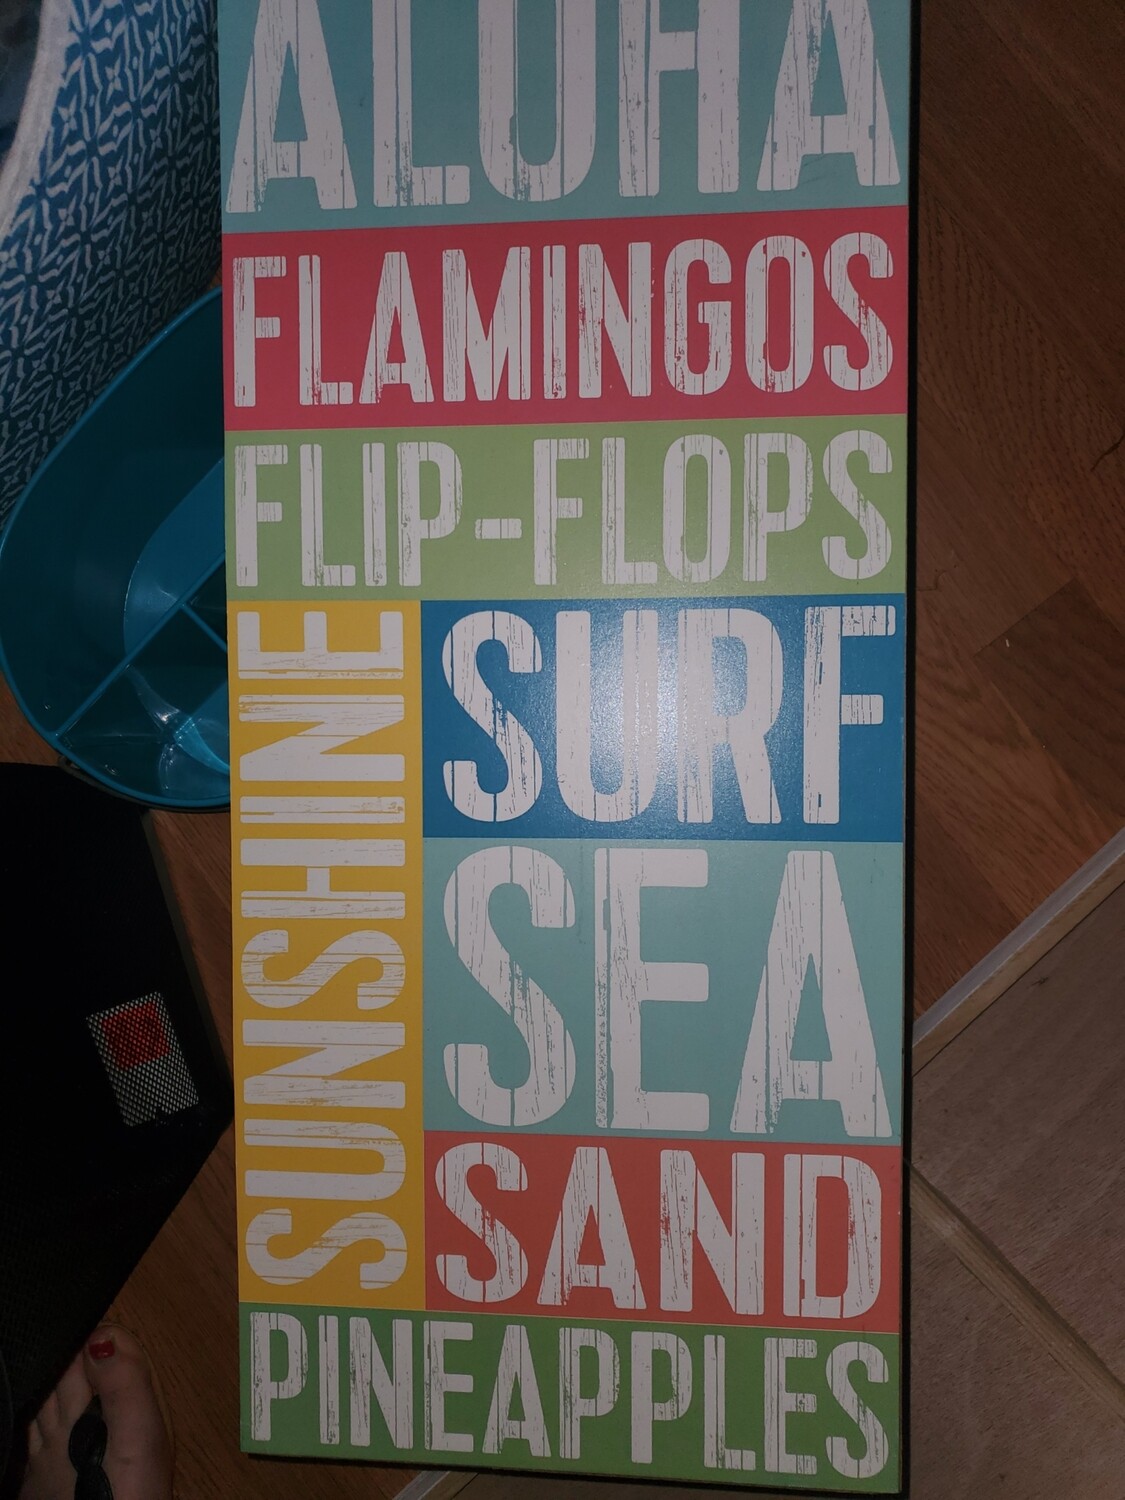 ALOHA
FLAMINGOS
FLIP-FLOPS
SUNSHINE
SURF
SEA
SAND
PINEAPPLES